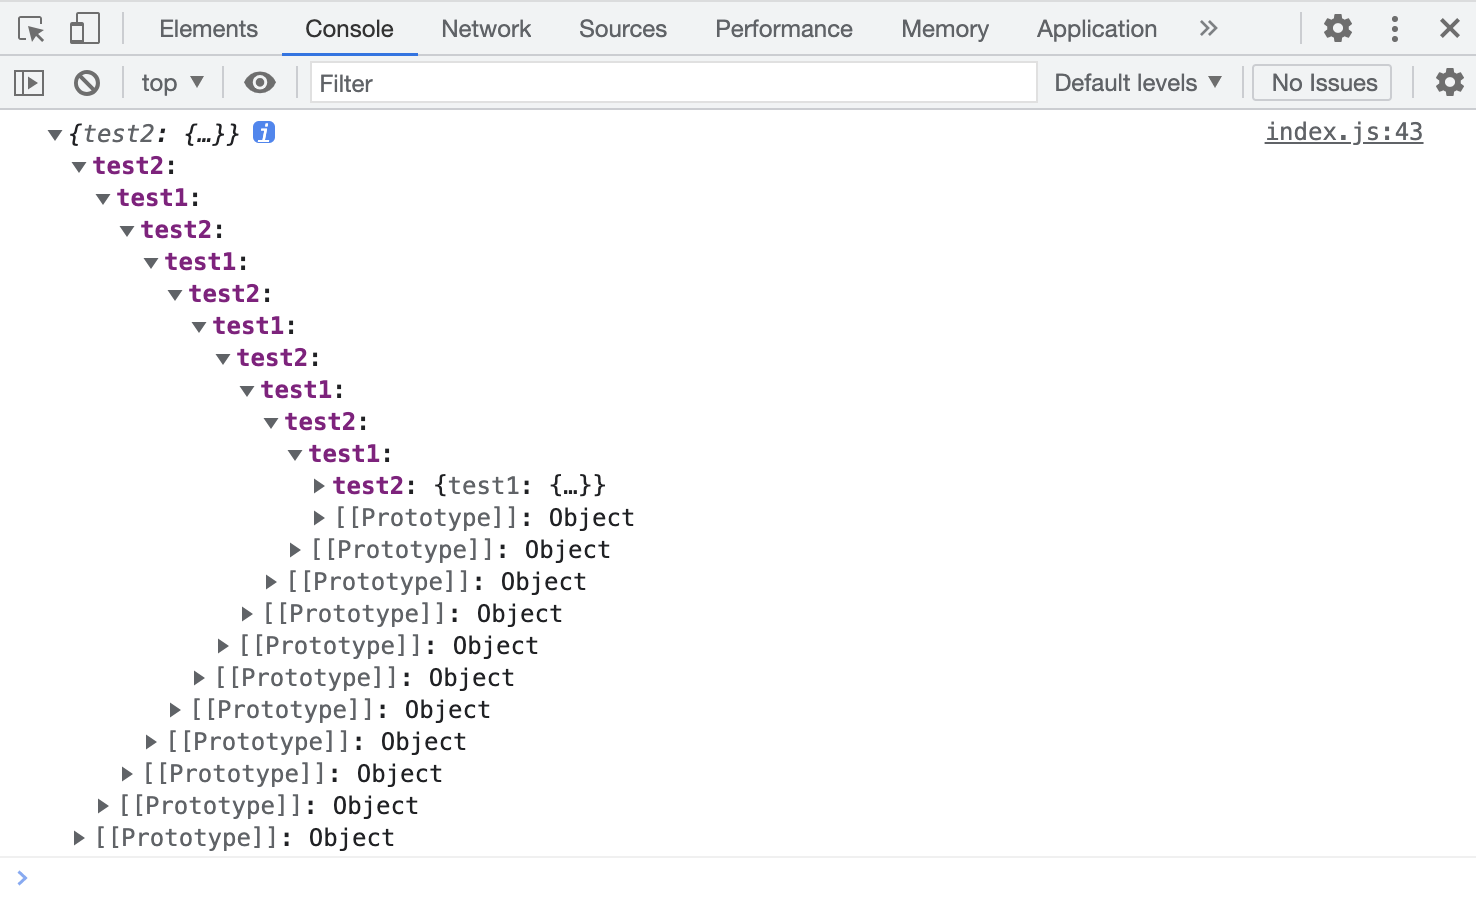 Elements Console Network Sources Performance Memory Application »
top ▼ Filter Default levels ▼ No Issues
▼{test2: {…}} i index.js:43
▼test2:
▼test1:
▼test2:
▼test1:
▼test2:
▼test1:
▼test2:
▼test1:
▼test2:
▼test1:
▶test2: {test1: {…}}
▶[[Prototype]]: Object
▶[[Prototype]]: Object
▶[[Prototype]]: Object
▶[[Prototype]]: Object
▶[[Prototype]]: Object
▶[[Prototype]]: Object
▶[[Prototype]]: Object
▶[[Prototype]]: Object
▶[[Prototype]]: Object
▶[[Prototype]]: Object
▶[[Prototype]]: Object
>